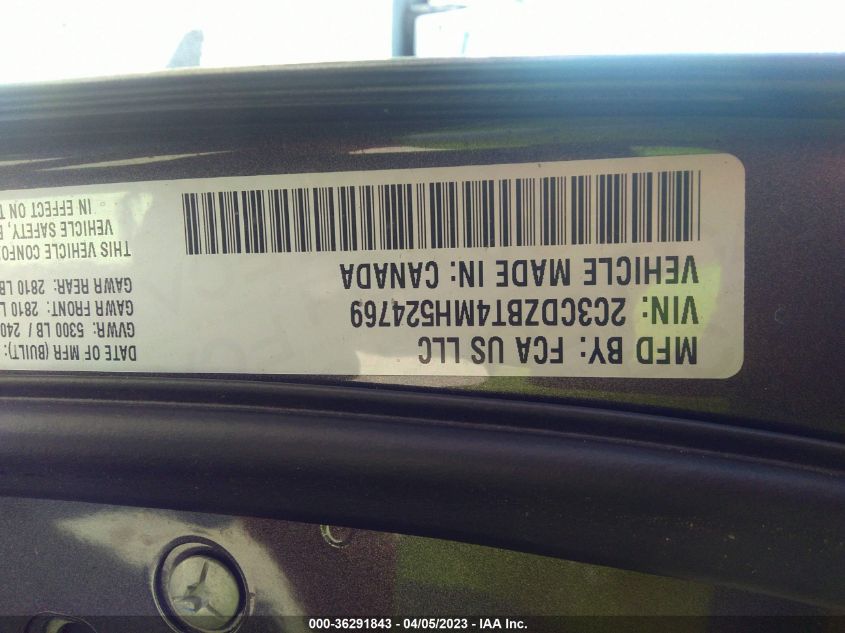 MFD BY: FCA US LLC
VIN: 2C3CDZBT4MH524769
VEHICLE MADE IN: CANADA
DATE OF MFR (BUILT):
GVWR: 5300 LB / 240
GAWR FRONT: 2810 L
GAWR REAR: 2810 LB
THIS VEHICLE CONFO
VEHICLE SAFETY,
IN EFFECT ON T
000-36291843 - 04/05/2023 - IAA Inc.